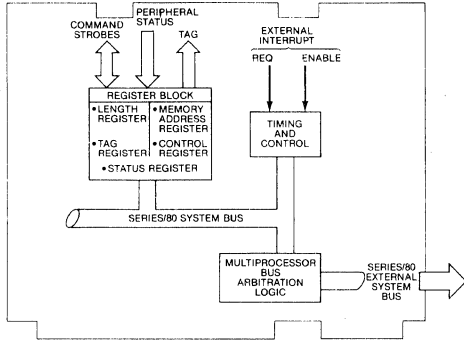 PERIPHERAL
STATUS
COMMAND
STROBES
TAG
EXTERNAL
INTERRUPT
REQ ENABLE
REGISTER BLOCK
• LENGTH
REGISTER
• MEMORY
ADDRESS
REGISTER
• TAG
REGISTER
• CONTROL
REGISTER
• STATUS REGISTER
TIMING
AND
CONTROL
SERIES/80 SYSTEM BUS
MULTIPROCESSOR
BUS
ARBITRATION
LOGIC
SERIES/80
EXTERNAL
SYSTEM
BUS